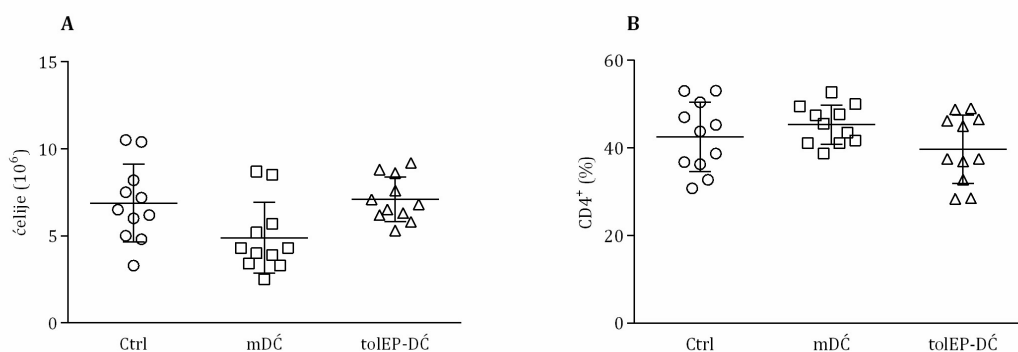 A
ćelije (10⁶)
15
10
5
0
Ctrl
mDĆ
tolEP-DĆ
B
CD4⁺ (%)
60
40
20
0
Ctrl
mDĆ
tolEP-DĆ